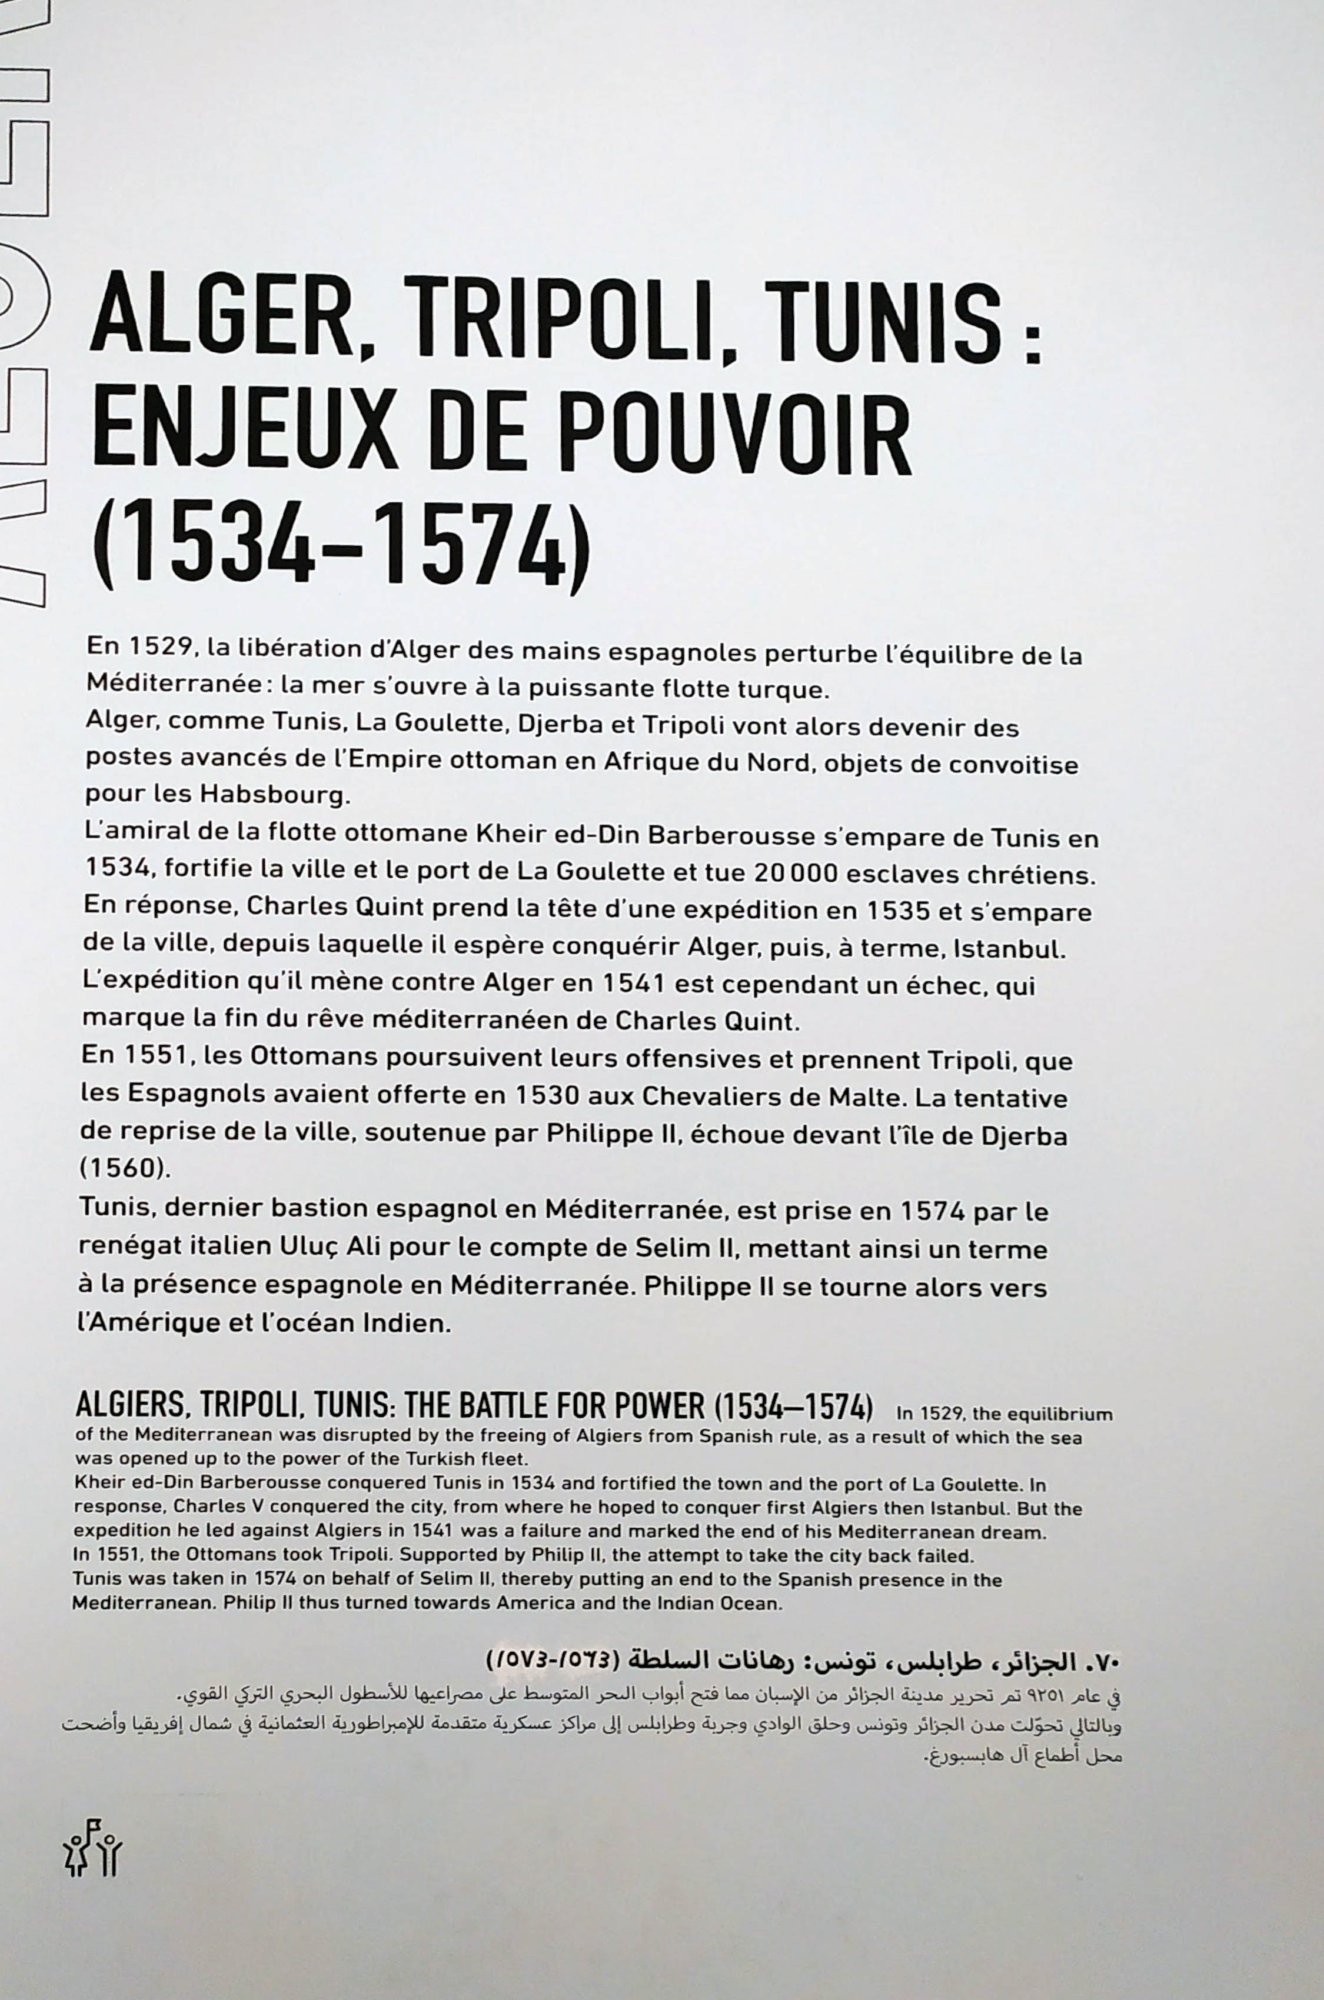 ALGER, TRIPOLI, TUNIS :
ENJEUX DE POUVOIR
(1534–1574)
En 1529, la libération d’Alger des mains espagnoles perturbe l’équilibre de la
Méditerranée : la mer s’ouvre à la puissante flotte turque.
Alger, comme Tunis, La Goulette, Djerba et Tripoli vont alors devenir des
postes avancés de l’Empire ottoman en Afrique du Nord, objets de convoitise
pour les Habsbourg.
L’amiral de la flotte ottomane Kheir ed-Din Barberousse s’empare de Tunis en
1534, fortifie la ville et le port de La Goulette et tue 20 000 esclaves chrétiens.
En réponse, Charles Quint prend la tête d’une expédition en 1535 et s’empare
de la ville, depuis laquelle il espère conquérir Alger, puis, à terme, Istanbul.
L’expédition qu’il mène contre Alger en 1541 est cependant un échec, qui
marque la fin du rêve méditerranéen de Charles Quint.
En 1551, les Ottomans poursuivent leurs offensives et prennent Tripoli, que
les Espagnols avaient offerte en 1530 aux Chevaliers de Malte. La tentative
de reprise de la ville, soutenue par Philippe II, échoue devant l’île de Djerba
(1560).
Tunis, dernier bastion espagnol en Méditerranée, est prise en 1574 par le
renégat italien Uluç Ali pour le compte de Selim II, mettant ainsi un terme
à la présence espagnole en Méditerranée. Philippe II se tourne alors vers
l’Amérique et l’océan Indien.
ALGIERS, TRIPOLI, TUNIS: THE BATTLE FOR POWER (1534–1574) In 1529, the equilibrium
of the Mediterranean was disrupted by the freeing of Algiers from Spanish rule, as a result of which the sea
was opened up to the power of the Turkish fleet.
Kheir ed-Din Barberousse conquered Tunis in 1534 and fortified the town and the port of La Goulette. In
response, Charles V conquered the city, from where he hoped to conquer first Algiers then Istanbul. But the
expedition he led against Algiers in 1541 was a failure and marked the end of his Mediterranean dream.
In 1551, the Ottomans took Tripoli. Supported by Philip II, the attempt to take the city back failed.
Tunis was taken in 1574 on behalf of Selim II, thereby putting an end to the Spanish presence in the
Mediterranean. Philip II thus turned towards America and the Indian Ocean.
٧٠. الجزائر، طرابلس، تونس: رهانات السلطة
في عام ٩٢٥١ تم تحرير مدينة الجزائر من الإسبان مما فتح أبواب البحر المتوسط على مصراعيها للأسطول البحري التركي القوي.
وبالتالي تحوّلت مدن الجزائر وتونس وحلق الوادي وجربة وطرابلس إلى مراكز عسكرية متقدمة للإمبراطورية العثمانية في شمال إفريقيا وأضحت
محل أطماع آل هابسبورغ.